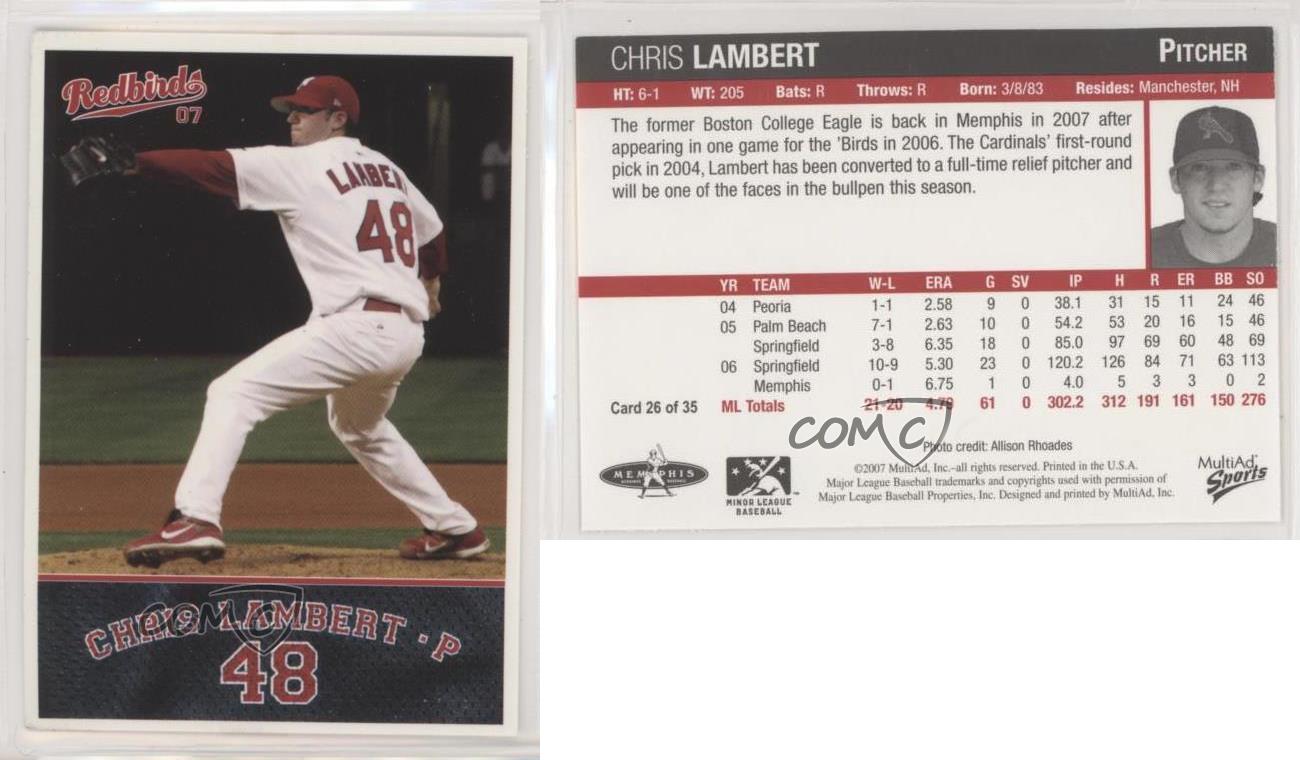 Redbirds
07
LAMBERT
48
CHRIS LAMBERT · P
48
COMC
CHRIS LAMBERT PITCHER
HT: 6-1 WT: 205 Bats: R Throws: R Born: 3/8/83 Resides: Manchester, NH
The former Boston College Eagle is back in Memphis in 2007 after
appearing in one game for the 'Birds in 2006. The Cardinals' first-round
pick in 2004, Lambert has been converted to a full-time relief pitcher and
will be one of the faces in the bullpen this season.
YR TEAM W-L ERA G SV IP H R ER BB SO
04 Peoria 1-1 2.58 9 0 38.1 31 15 11 24 46
05 Palm Beach 7-1 2.63 10 0 54.2 53 20 16 15 46
Springfield 3-8 6.35 18 0 85.0 97 69 60 48 69
06 Springfield 10-9 5.30 23 0 120.2 126 84 71 63 113
Memphis 0-1 6.75 1 0 4.0 5 3 3 0 2
Card 26 of 35 ML Totals 21-20 4.79 61 0 302.2 312 191 161 150 276
COMC
Photo credit: Allison Rhoades
MEMPHIS
MINOR LEAGUE
BASEBALL
©2007 MultiAd, Inc.–all rights reserved. Printed in the U.S.A.
Major League Baseball trademarks and copyrights used with permission of
Major League Baseball Properties, Inc. Designed and printed by MultiAd, Inc.
MultiAd
Sports